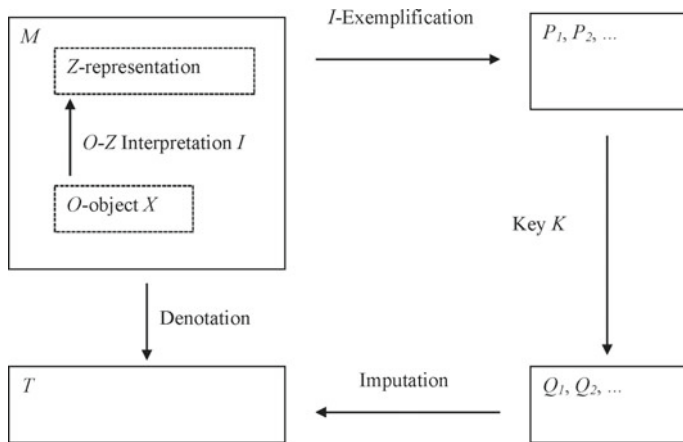 M
Z-representation
O-Z Interpretation I
O-object X
I-Exemplification
P1, P2, ...
Key K
Denotation
T
Imputation
Q1, Q2, ...